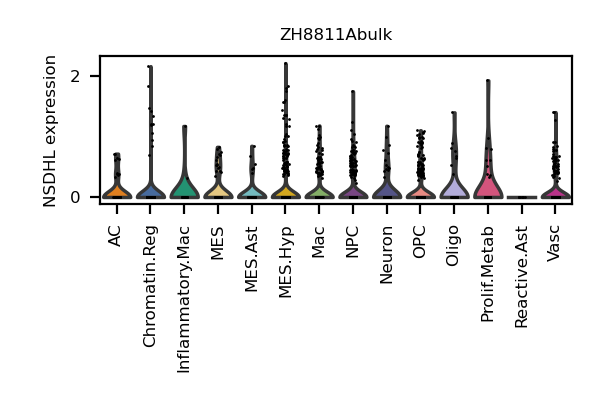 ZH8811Abulk
NSDHL expression
2
0
AC
Chromatin.Reg
Inflammatory.Mac
MES
MES.Ast
MES.Hyp
Mac
NPC
Neuron
OPC
Oligo
Prolif.Metab
Reactive.Ast
Vasc